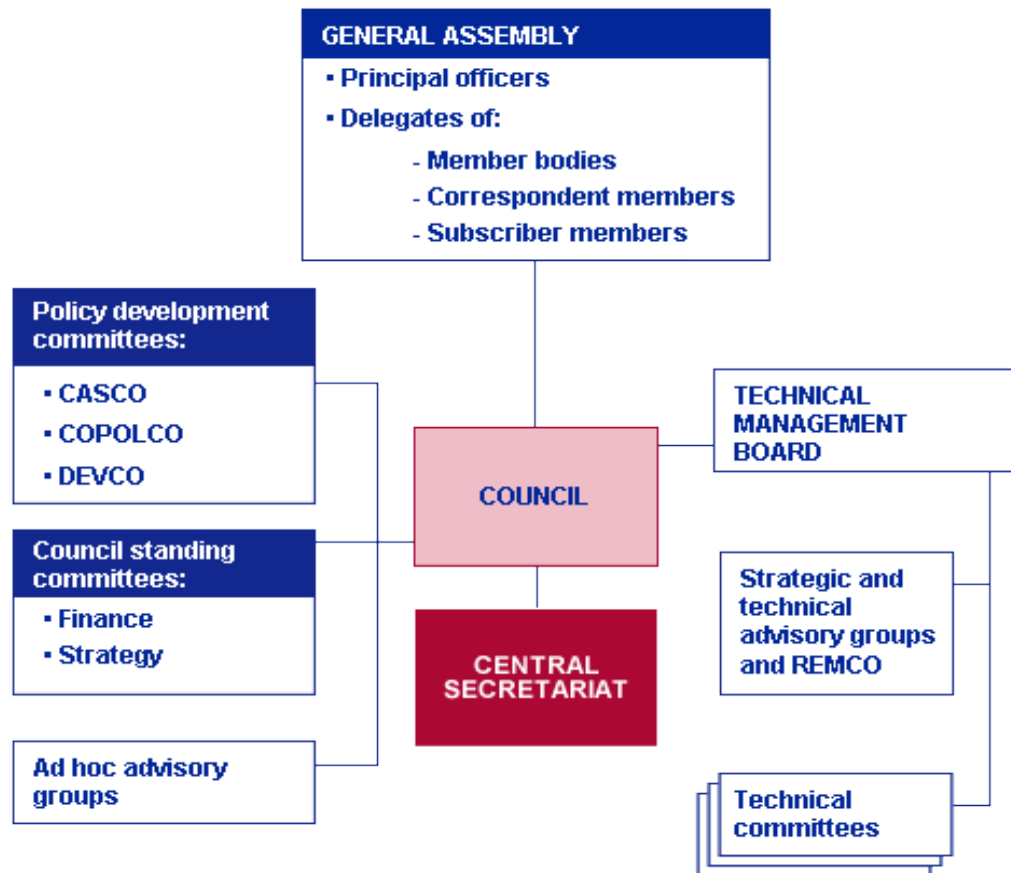 GENERAL ASSEMBLY
▪ Principal officers
▪ Delegates of:
- Member bodies
- Correspondent members
- Subscriber members
Policy development
committees:
▪ CASCO
▪ COPOLCO
▪ DEVCO
Council standing
committees:
▪ Finance
▪ Strategy
Ad hoc advisory
groups
COUNCIL
CENTRAL
SECRETARIAT
TECHNICAL
MANAGEMENT
BOARD
Strategic and
technical
advisory groups
and REMCO
Technical
committees